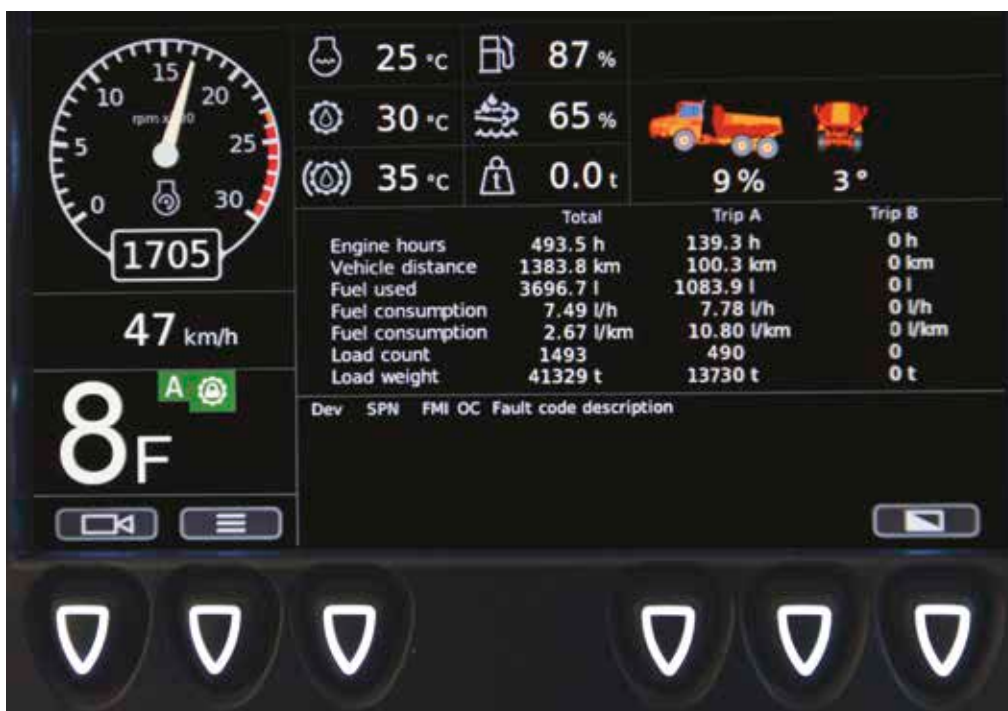 15
10
20
rpm x100
5
25
0
30
1705
47 km/h
A
8F
25 °C
87 %
30 °C
65 %
35 °C
t
0.0 t
9%
3°
Total Trip A Trip B
Engine hours 493.5 h 139.3 h 0 h
Vehicle distance 1383.8 km 100.3 km 0 km
Fuel used 3696.7 l 1083.9 l 0 l
Fuel consumption 7.49 l/h 7.78 l/h 0 l/h
Fuel consumption 2.67 l/km 10.80 l/km 0 l/km
Load count 1493 490 0
Load weight 41329 t 13730 t 0 t
Dev SPN FMI OC Fault code description